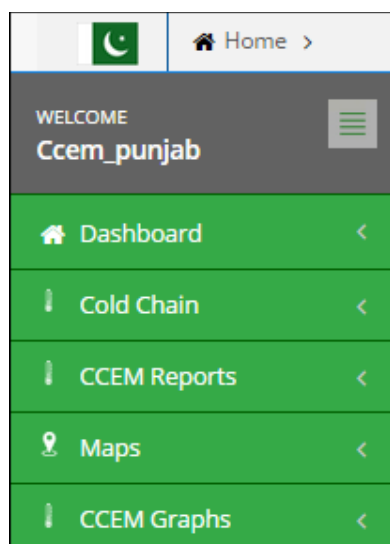 Home >
WELCOME
Ccem_punjab
Dashboard
Cold Chain
CCEM Reports
Maps
CCEM Graphs